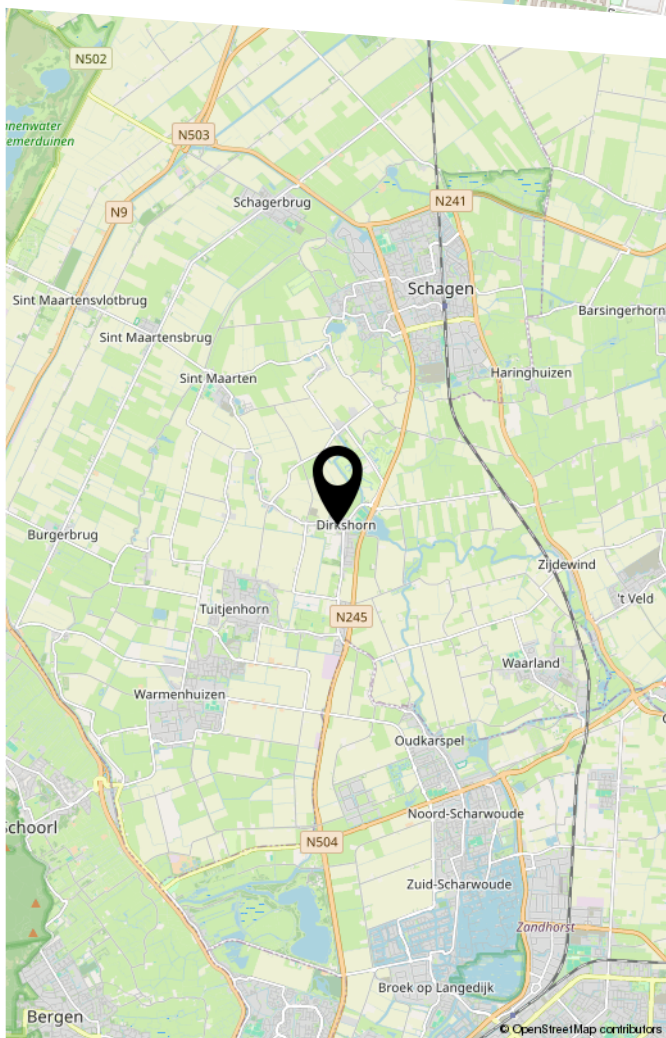 N502
nnenwater
emerduinen
N503
Schagerbrug
N9
N241
Schagen
Sint Maartensvlotbrug
Barsingerhorn
Sint Maartensbrug
Haringhuizen
Sint Maarten
Dirkshorn
Burgerbrug
Zijdewind
't Veld
Tuitjenhorn
N245
Waarland
Warmenhuizen
Oudkarspel
Noord-Scharwoude
Schoorl
N504
Zuid-Scharwoude
Zandhorst
Broek op Langedijk
Bergen
© OpenStreetMap contributors